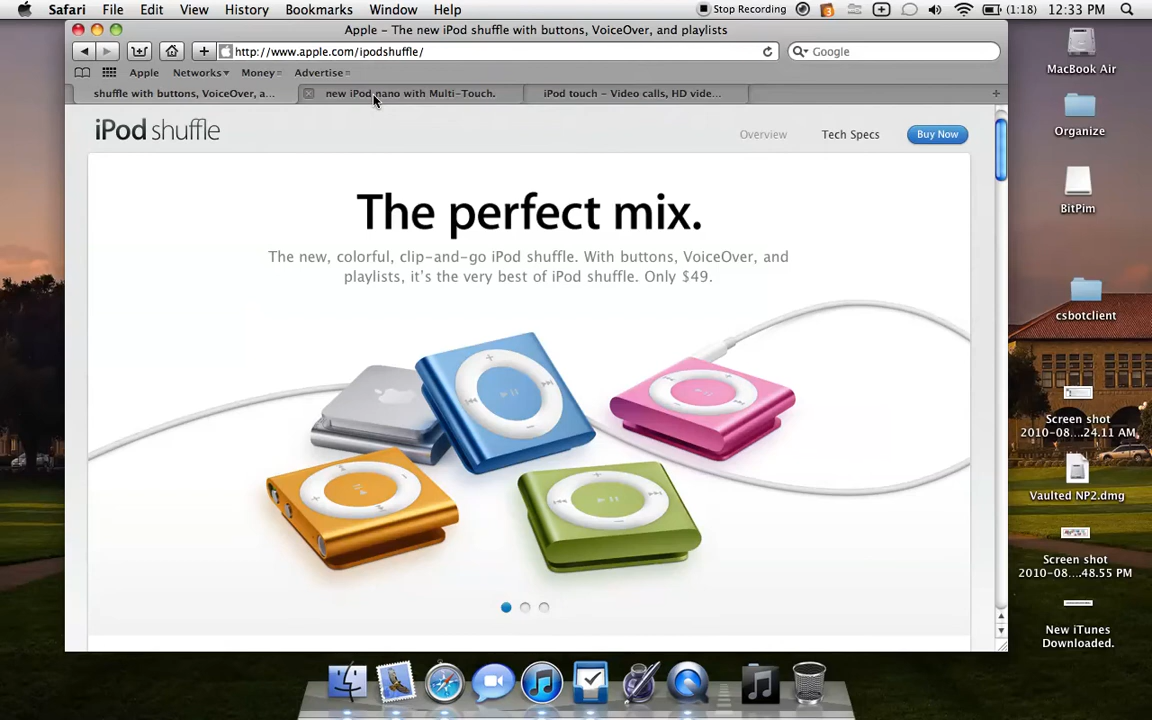 Safari File Edit View History Bookmarks Window Help Stop Recording 3 (1:18) 12:33 PM
Apple – The new iPod shuffle with buttons, VoiceOver, and playlists
http://www.apple.com/ipodshuffle/ Google
Apple Networks Money Advertise
shuffle with buttons, VoiceOver, a... new iPod nano with Multi-Touch. iPod touch – Video calls, HD vide...
iPod shuffle Overview Tech Specs Buy Now
The perfect mix.
The new, colorful, clip-and-go iPod shuffle. With buttons, VoiceOver, and
playlists, it's the very best of iPod shuffle. Only $49.
MacBook Air
Organize
BitPim
csbotclient
Screen shot
2010-08....24.11 AM
Vaulted NP2.dmg
Screen shot
2010-08....48.55 PM
New iTunes
Downloaded.